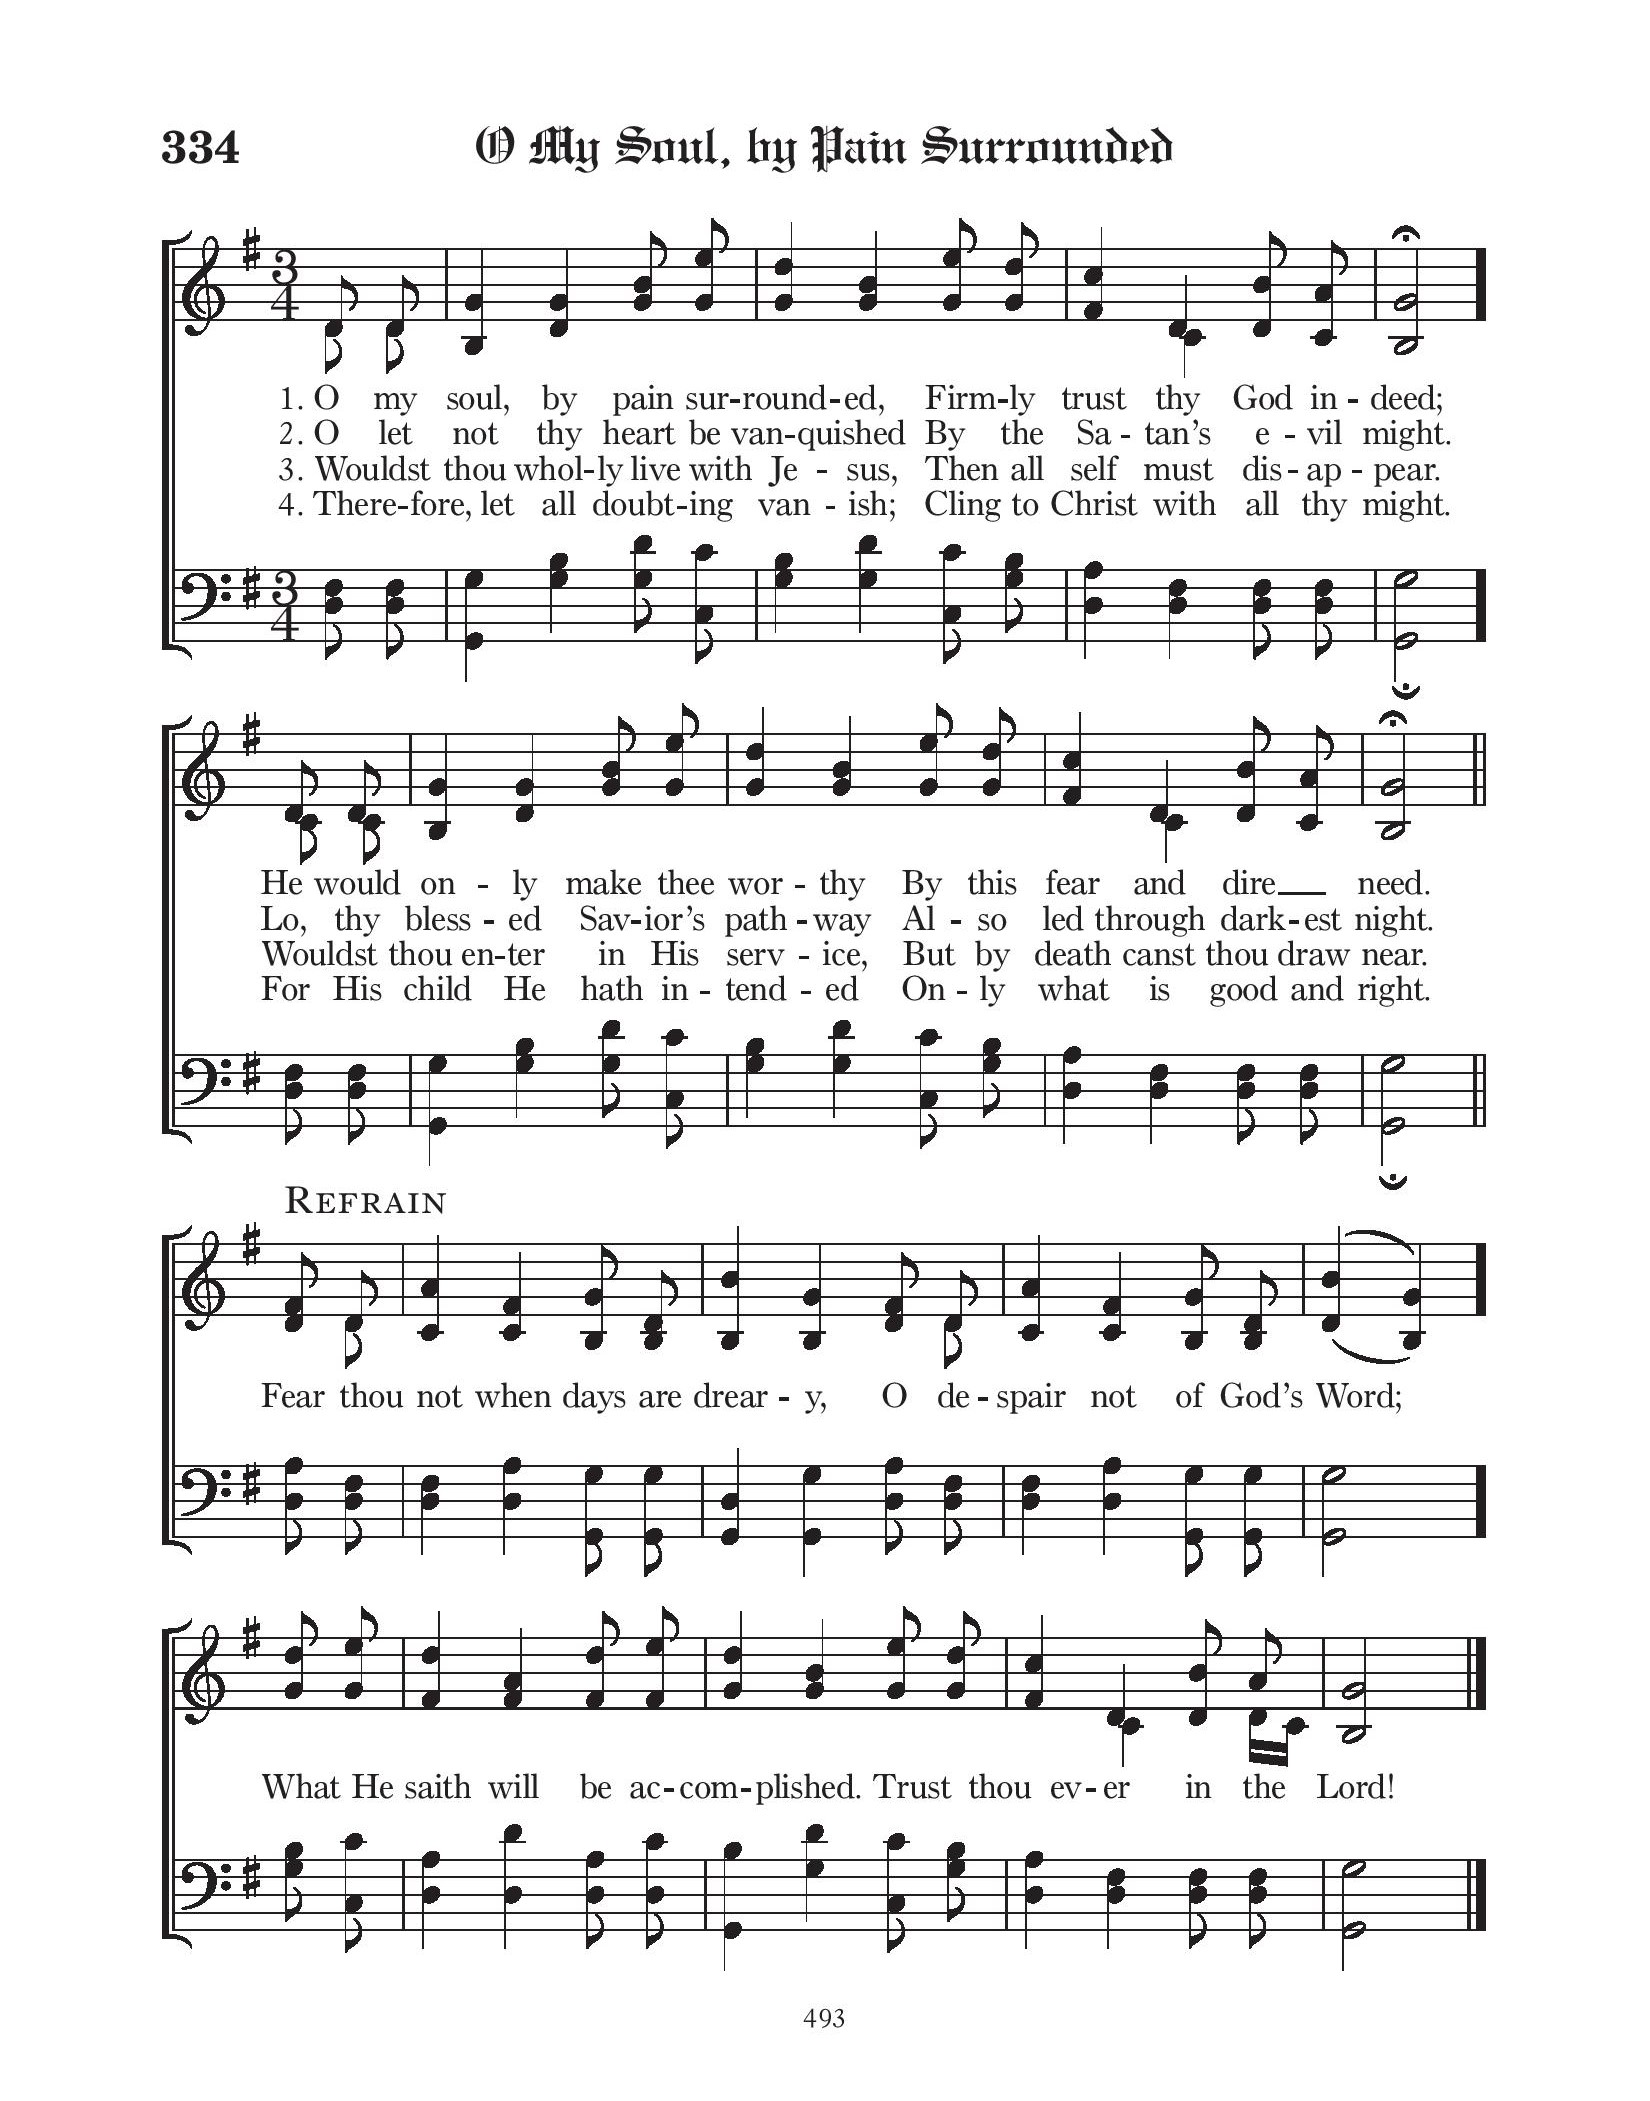 334 O My Soul, by Pain Surrounded
3
4
1. O my soul, by pain sur-round-ed, Firm-ly trust thy God in - deed;
2. O let not thy heart be van-quished By the Sa - tan's e - vil might.
3. Wouldst thou whol-ly live with Je - sus, Then all self must dis - ap - pear.
4. There-fore, let all doubt-ing van - ish; Cling to Christ with all thy might.
3
4
He would on - ly make thee wor - thy By this fear and dire__ need.
Lo, thy bless - ed Sav-ior's path - way Al - so led through dark-est night.
Wouldst thou en-ter in His serv - ice, But by death canst thou draw near.
For His child He hath in - tend - ed On - ly what is good and right.
REFRAIN
Fear thou not when days are drear - y, O de - spair not of God's Word;
What He saith will be ac-com-plished. Trust thou ev-er in the Lord!
493